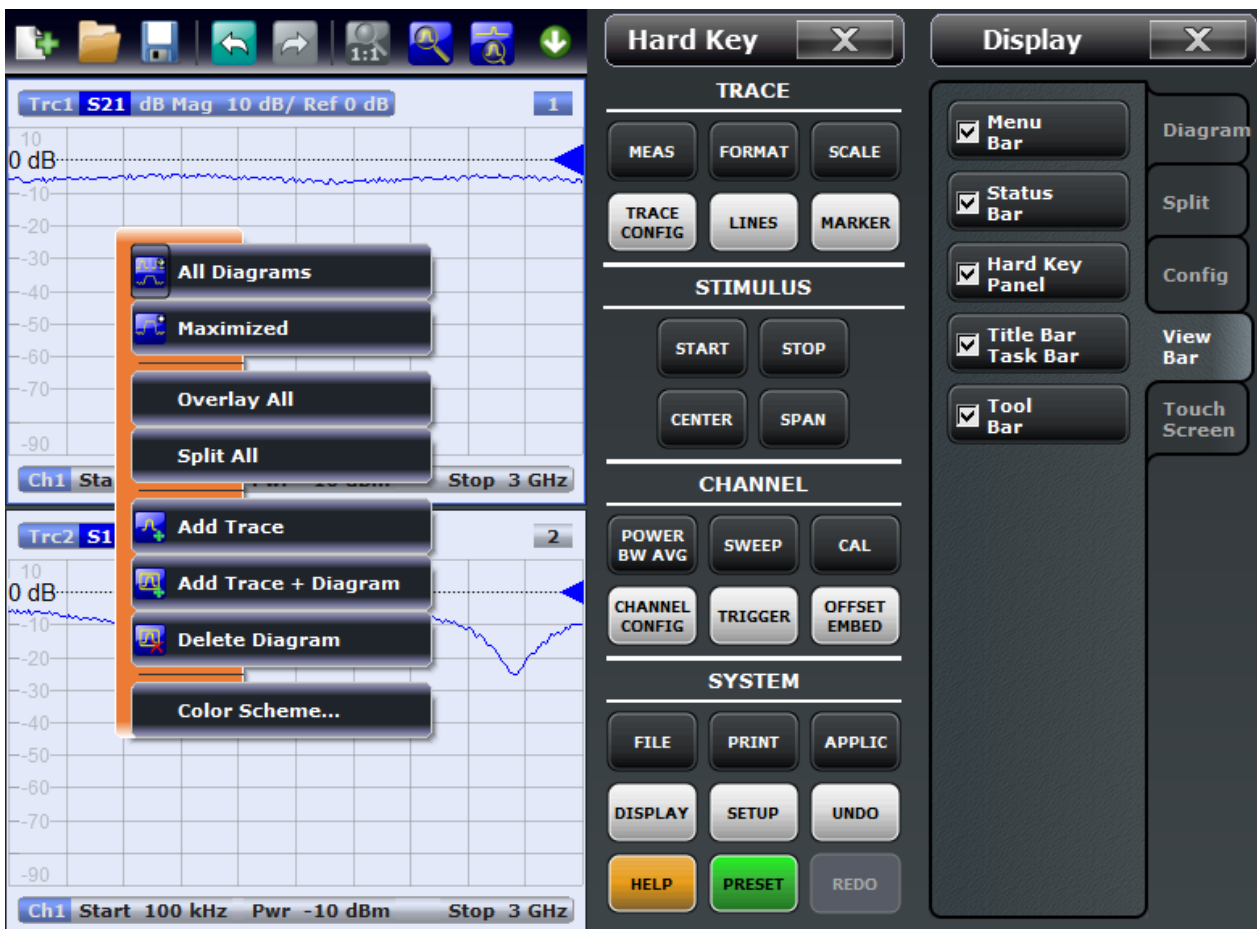 1:1
Trc1 S21 dB Mag 10 dB/ Ref 0 dB 1
10
0 dB
-10
-20
-30
-40
-50
-60
-70
-90
Ch1 Sta Stop 3 GHz
All Diagrams
Maximized
Overlay All
Split All
Add Trace
Add Trace + Diagram
Delete Diagram
Color Scheme...
Trc2 S1 2
10
0 dB
-10
-20
-30
-40
-50
-60
-70
-90
Ch1 Start 100 kHz Pwr -10 dBm Stop 3 GHz
Hard Key X
TRACE
MEAS FORMAT SCALE
TRACE
CONFIG
LINES MARKER
STIMULUS
START STOP
CENTER SPAN
CHANNEL
POWER
BW AVG
SWEEP CAL
CHANNEL
CONFIG
TRIGGER
OFFSET
EMBED
SYSTEM
FILE PRINT APPLIC
DISPLAY SETUP UNDO
HELP PRESET REDO
Display X
Menu
Bar
Status
Bar
Hard Key
Panel
Title Bar
Task Bar
Tool
Bar
Diagram
Split
Config
View
Bar
Touch
Screen